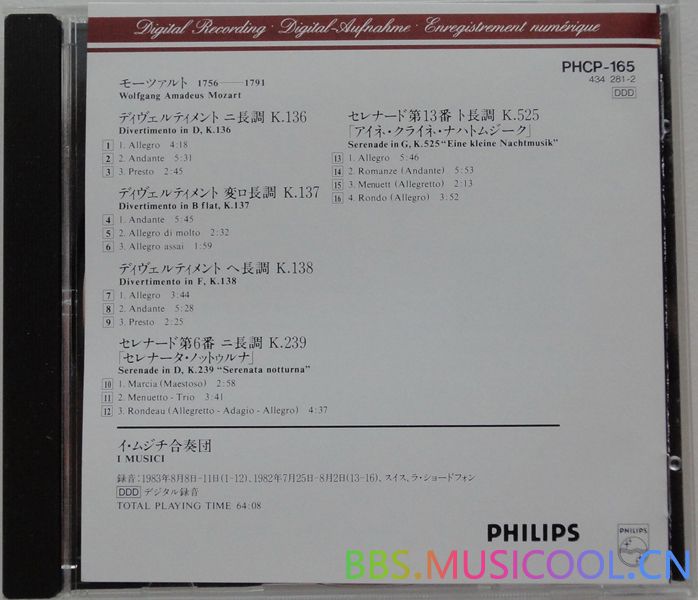 Digital Recording · Digital-Aufnahme · Enregistrement numérique
PHCP-165
434 281-2
DDD
モーツァルト 1756──1791
Wolfgang Amadeus Mozart
ディヴェルティメント ニ長調 K.136
Divertimento in D, K.136
1 1. Allegro 4:18
2 2. Andante 5:31
3 3. Presto 2:45
ディヴェルティメント 変ロ長調 K.137
Divertimento in B flat, K.137
4 1. Andante 5:45
5 2. Allegro di molto 2:32
6 3. Allegro assai 1:59
ディヴェルティメント ヘ長調 K.138
Divertimento in F, K.138
7 1. Allegro 3:44
8 2. Andante 5:28
9 3. Presto 2:25
セレナード第6番 ニ長調 K.239
「セレナータ・ノットゥルナ」
Serenade in D, K.239 "Serenata notturna"
10 1. Marcia (Maestoso) 2:58
11 2. Menuetto - Trio 3:41
12 3. Rondeau (Allegretto - Adagio - Allegro) 4:37
セレナード第13番 ト長調 K.525
「アイネ・クライネ・ナハトムジーク」
Serenade in G, K.525 "Eine kleine Nachtmusik"
13 1. Allegro 5:46
14 2. Romanze (Andante) 5:53
15 3. Menuett (Allegretto) 2:13
16 4. Rondo (Allegro) 3:52
イ・ムジチ合奏団
I MUSICI
録音:1983年8月8日-11日(1-12)、1982年7月25日-8月2日(13-16)、スイス、ラ・ショードフォン
DDD デジタル録音
TOTAL PLAYING TIME 64:08
PHILIPS
PHILIPS
BBS.MUSICOOL.CN